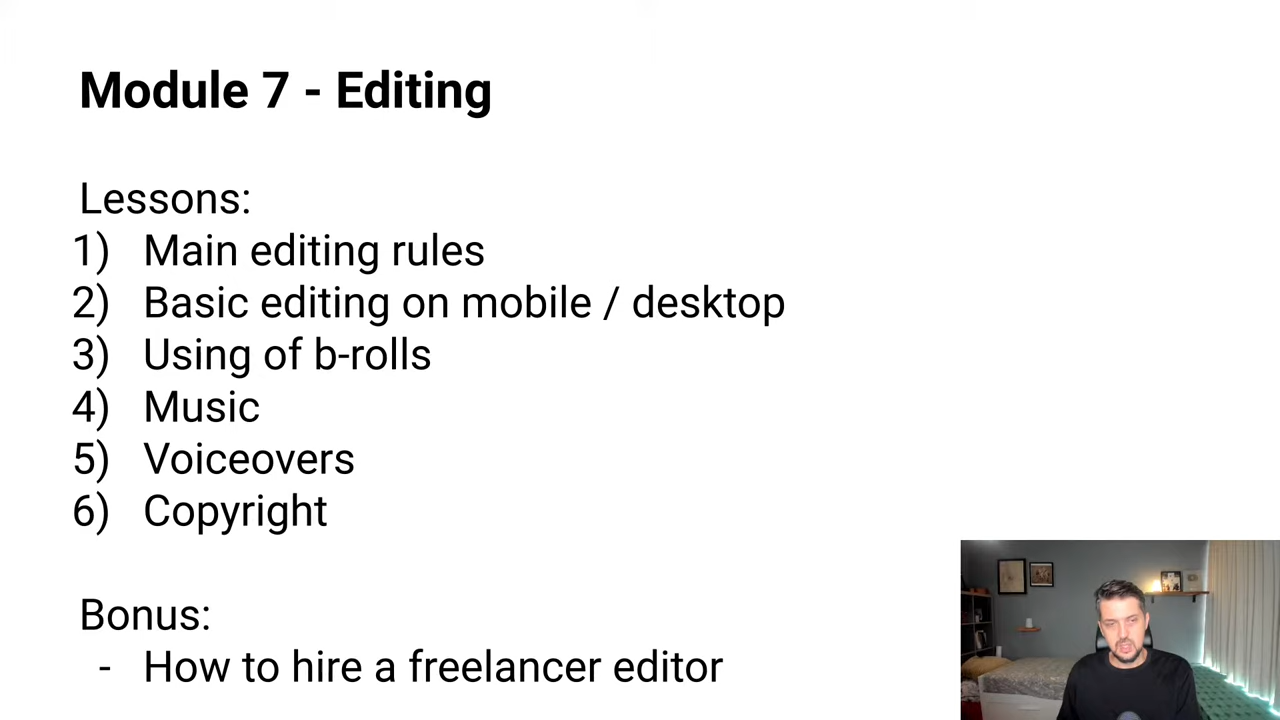 Module 7 - Editing
Lessons:
1) Main editing rules
2) Basic editing on mobile / desktop
3) Using of b-rolls
4) Music
5) Voiceovers
6) Copyright
Bonus:
- How to hire a freelancer editor